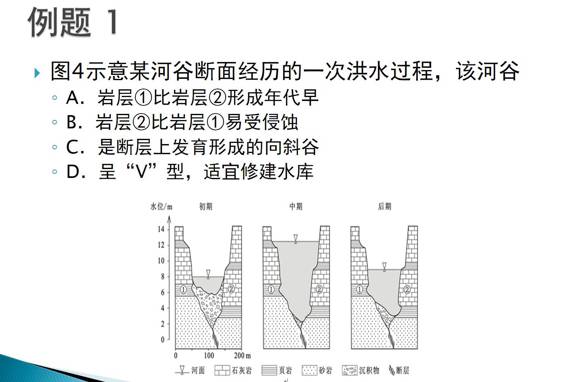 例题 1
图4示意某河谷断面经历的一次洪水过程，该河谷
A．岩层①比岩层②形成年代早
B．岩层②比岩层①易受侵蚀
C．是断层上发育形成的向斜谷
D．呈“V”型，适宜修建水库
水位/m 初期 中期 后期
14
12
10
8
6
4
2
0
① ② ① ② ① ②
0 100 200 m
河面 石灰岩 页岩 砂岩 沉积物 断层